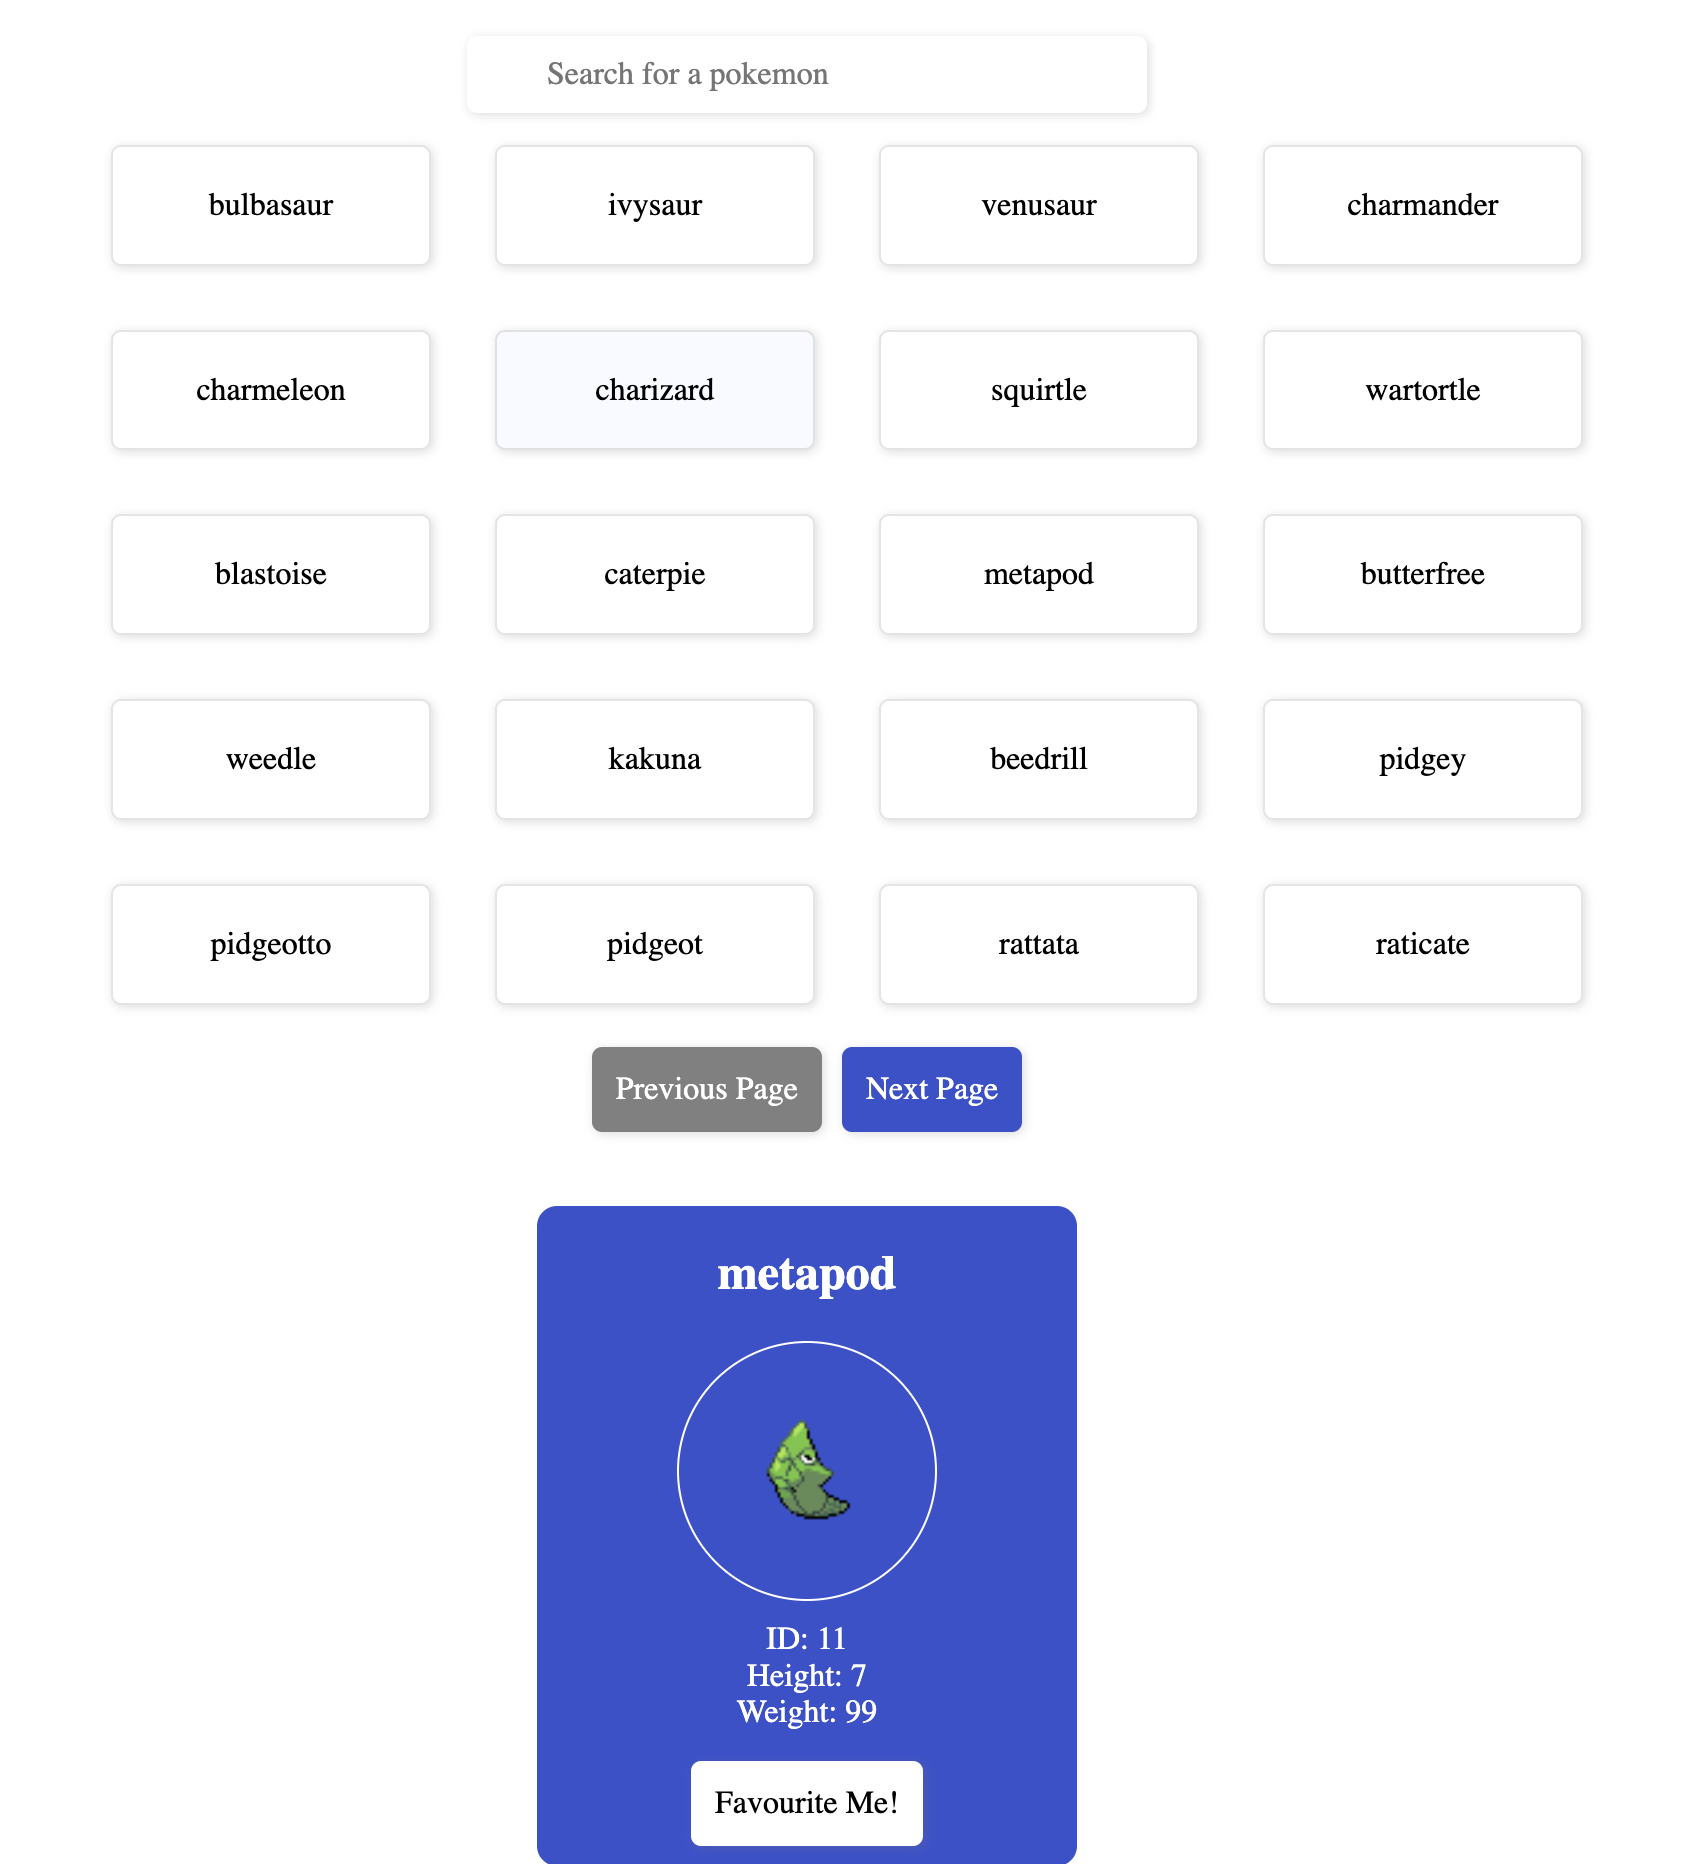 Search for a pokemon
bulbasaur
ivysaur
venusaur
charmander
charmeleon
charizard
squirtle
wartortle
blastoise
caterpie
metapod
butterfree
weedle
kakuna
beedrill
pidgey
pidgeotto
pidgeot
rattata
raticate
Previous Page
Next Page
metapod
ID: 11
Height: 7
Weight: 99
Favourite Me!